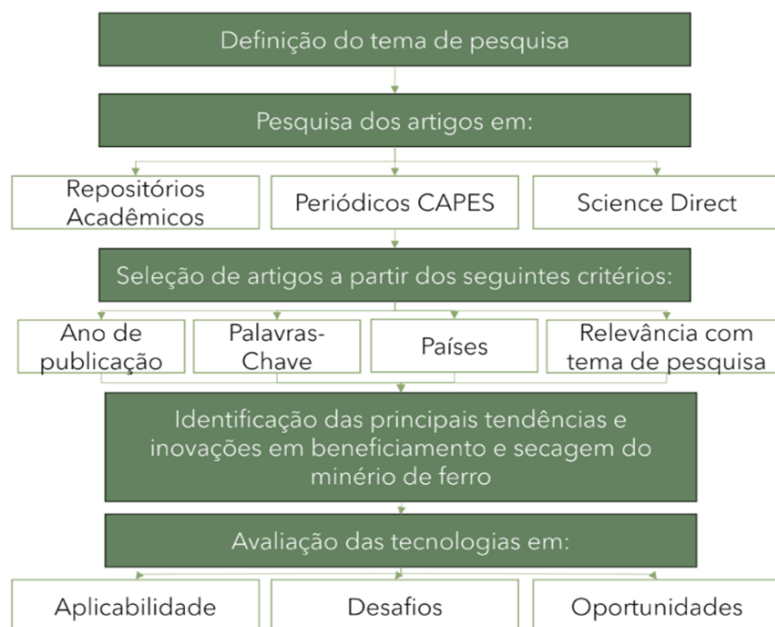 Definição do tema de pesquisa
Pesquisa dos artigos em:
Repositórios
Acadêmicos
Periódicos CAPES
Science Direct
Seleção de artigos a partir dos seguintes critérios:
Ano de
publicação
Palavras-
Chave
Países
Relevância com
tema de pesquisa
Identificação das principais tendências e
inovações em beneficiamento e secagem do
minério de ferro
Avaliação das tecnologias em:
Aplicabilidade
Desafios
Oportunidades